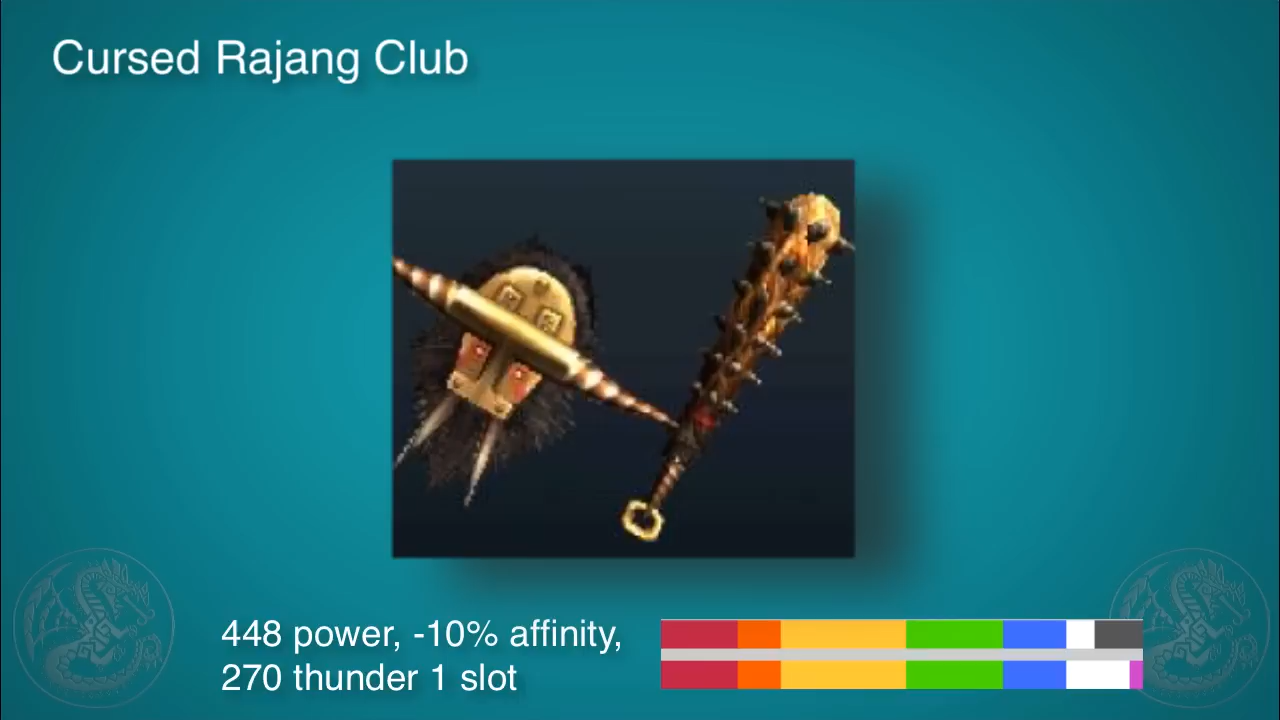 Cursed Rajang Club
448 power, -10% affinity,
270 thunder 1 slot